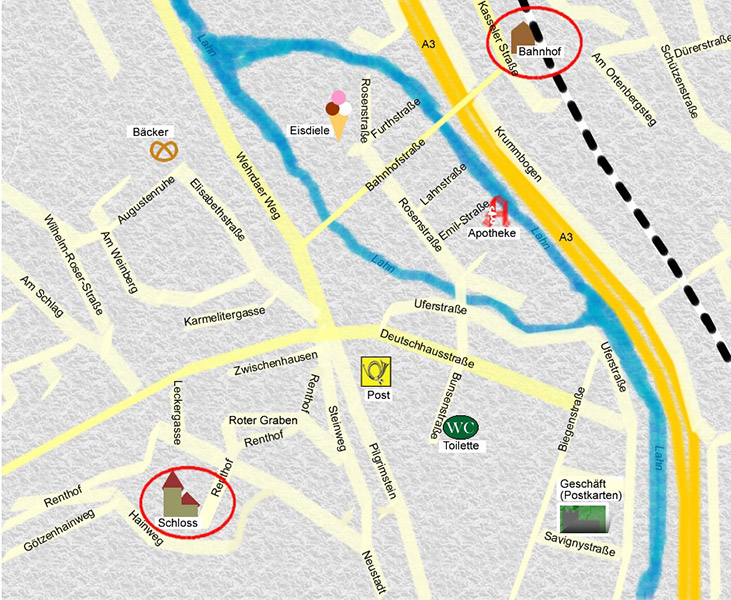 Kasseler Straße
Bahnhof
A3
Lahn
Dürerstraße
Schützenstraße
Am Ortenbergsteg
Eisdiele
Rosenstraße
Furthstraße
Bäcker
Krummbogen
Bahnhofstraße
Wehrdaer Weg
Lahnstraße
Augustenruhe
Elisabethstraße
Rosenstraße
Emil-Straße
Apotheke
Lahn
A3
Wilhelm-Roser-Straße
Am Weinberg
Lahn
Am Schlag
Karmelitergasse
Uferstraße
Deutschhausstraße
Zwischenhausen
Uferstraße
Post
Leckergasse
Renthof
Steinweg
Bunsenstraße
Biegenstraße
Roter Graben
Renthof
WC
Toilette
Pilgrimstein
Lahn
Renthof
Geschäft
(Postkarten)
Renthof
Schloss
Götzenhainweg
Hainweg
Savignystraße
Neustadt